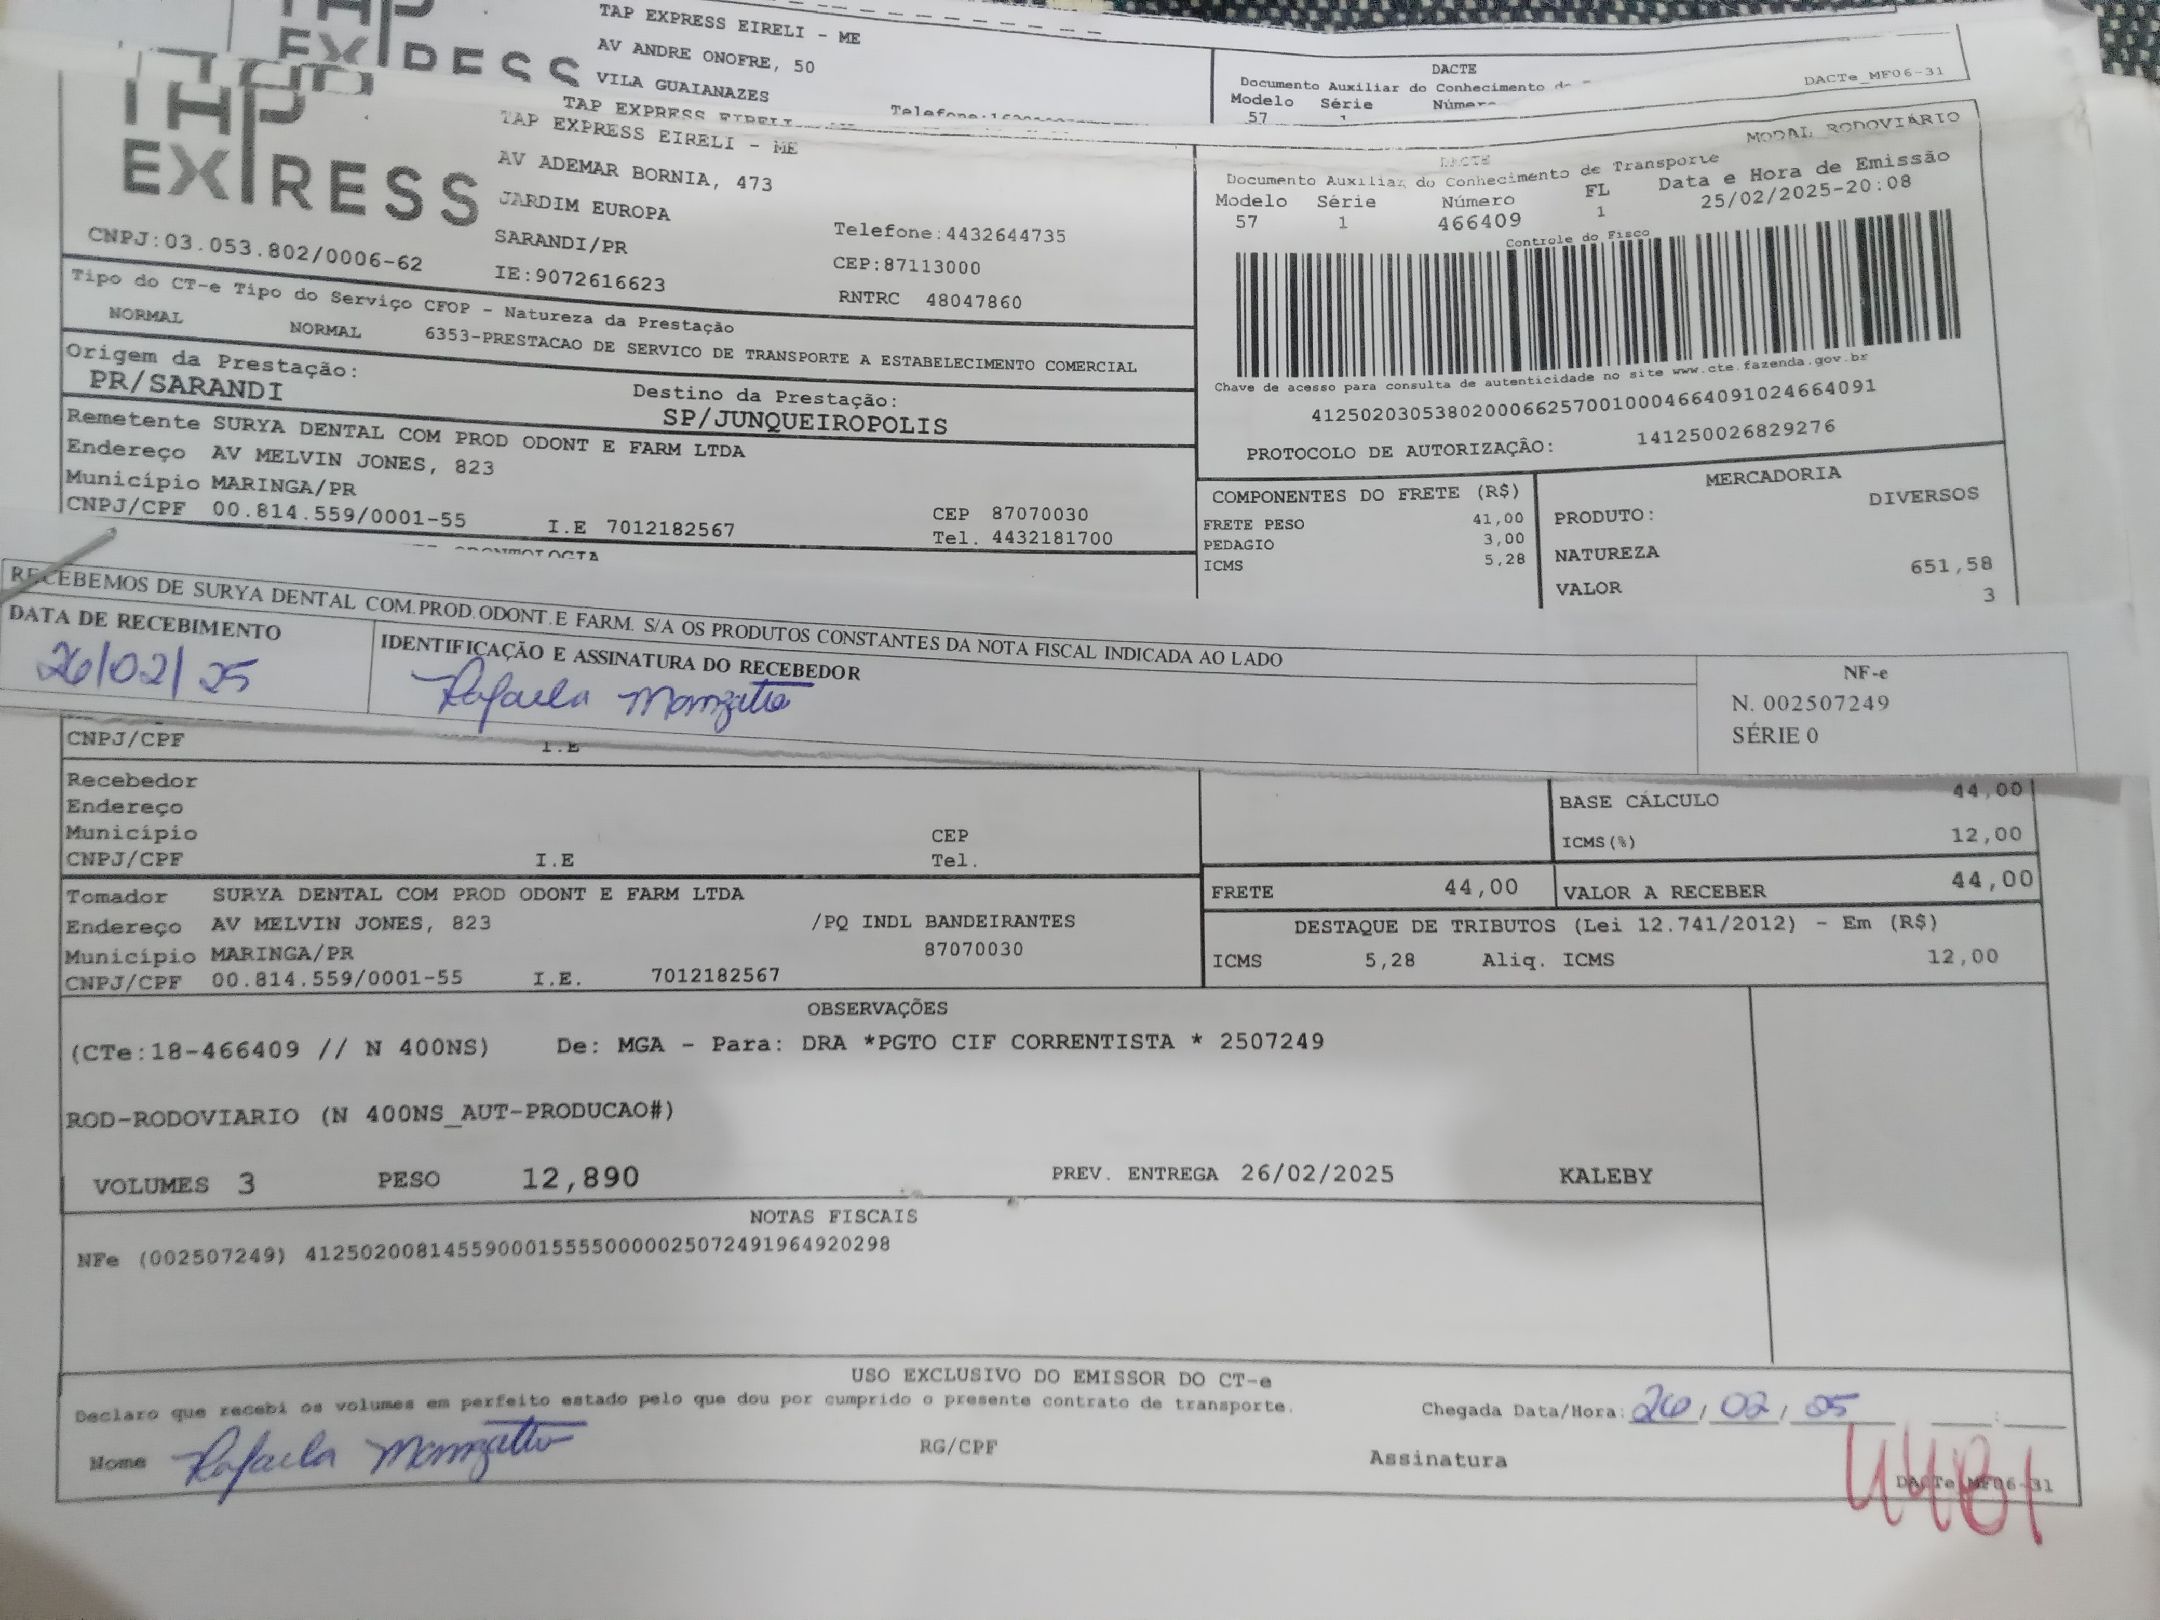 TAP EXPRESS EIRELI - ME
AV ANDRE ONOFRE, 50
VILA GUAIANAZES
DACTE
Documento Auxiliar do Conhecimento
Modelo Série Número
57 1
DACTe_MF06-31
TAP EXPRESS EIRELI
TAP EXPRESS
TAP EXPRESS EIRELI - ME
AV ADEMAR BORNIA, 473
JARDIM EUROPA
SARANDI/PR
IE:9072616623
Telefone:4432644735
CEP:87113000
RNTRC 48047860
CNPJ:03.053.802/0006-62
DACTE
MODAL RODOVIÁRIO
Documento Auxiliar do Conhecimento de Transporte
Modelo Série Número FL Data e Hora de Emissão
57 1 466409 1 25/02/2025-20:08
Controle do Fisco
Chave de acesso para consulta de autenticidade no site www.cte.fazenda.gov.br
41250203053802000662570010004664091024664091
PROTOCOLO DE AUTORIZAÇÃO: 141250026829276
Tipo do CT-e Tipo do Serviço CFOP - Natureza da Prestação
NORMAL NORMAL 6353-PRESTACAO DE SERVICO DE TRANSPORTE A ESTABELECIMENTO COMERCIAL
Origem da Prestação: Destino da Prestação:
PR/SARANDI SP/JUNQUEIROPOLIS
Remetente SURYA DENTAL COM PROD ODONT E FARM LTDA
Endereço AV MELVIN JONES, 823
Município MARINGA/PR CEP 87070030
CNPJ/CPF 00.814.559/0001-55 I.E 7012182567 Tel. 4432181700
COMPONENTES DO FRETE (R$)
FRETE PESO 41,00
PEDAGIO 3,00
ICMS 5,28
MERCADORIA
PRODUTO: DIVERSOS
NATUREZA
VALOR 651,58
3
RECEBEMOS DE SURYA DENTAL COM.PROD.ODONT.E FARM. S/A OS PRODUTOS CONSTANTES DA NOTA FISCAL INDICADA AO LADO
DATA DE RECEBIMENTO IDENTIFICAÇÃO E ASSINATURA DO RECEBEDOR
26/02/25 Rafaela Manzatto
NF-e
N. 002507249
SÉRIE 0
CNPJ/CPF I.E
Recebedor
Endereço
Município CEP
CNPJ/CPF I.E Tel.
BASE CÁLCULO 44,00
ICMS(%) 12,00
FRETE 44,00 VALOR A RECEBER 44,00
Tomador SURYA DENTAL COM PROD ODONT E FARM LTDA
Endereço AV MELVIN JONES, 823 /PQ INDL BANDEIRANTES
Município MARINGA/PR 87070030
CNPJ/CPF 00.814.559/0001-55 I.E. 7012182567
DESTAQUE DE TRIBUTOS (Lei 12.741/2012) - Em (R$)
ICMS 5,28 Aliq. ICMS 12,00
OBSERVAÇÕES
(CTe:18-466409 // N 400NS) De: MGA - Para: DRA *PGTO CIF CORRENTISTA * 2507249
ROD-RODOVIARIO (N 400NS_AUT-PRODUCAO#)
VOLUMES 3 PESO 12,890 PREV. ENTREGA 26/02/2025 KALEBY
NOTAS FISCAIS
NFe (002507249) 41250200814559000155550000025072491964920298
USO EXCLUSIVO DO EMISSOR DO CT-e
Declaro que recebi os volumes em perfeito estado pelo que dou por cumprido o presente contrato de transporte.
Chegada Data/Hora: 26/02/25 __:__
Nome Rafaela Manzatto RG/CPF Assinatura
DACTe_MF06-31